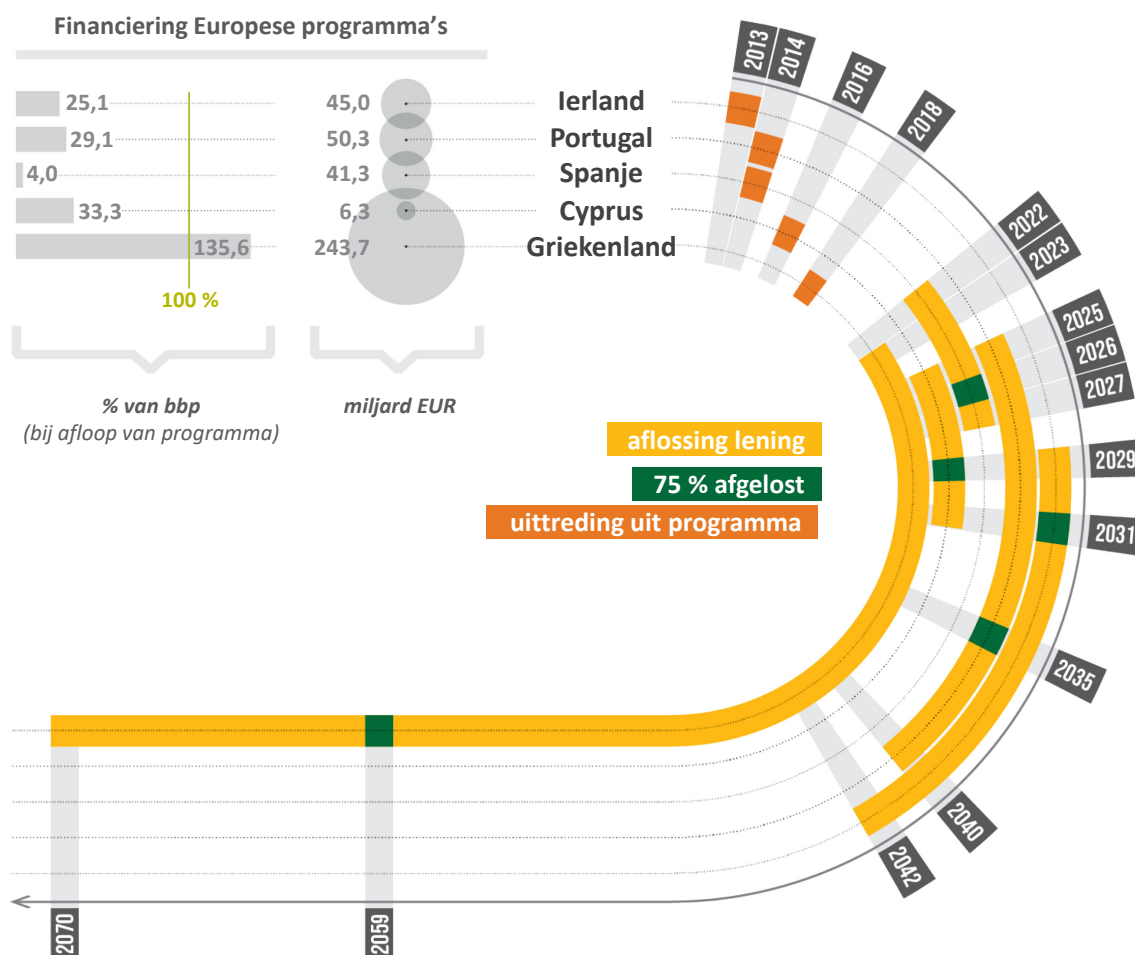 Financiering Europese programma's
25,1 45,0 Ierland
29,1 50,3 Portugal
4,0 41,3 Spanje
33,3 6,3 Cyprus
135,6 243,7 Griekenland
100 %
% van bbp
(bij afloop van programma)
miljard EUR
2013
2014
2016
2018
2022
2023
2025
2026
2027
2029
2031
2035
2040
2042
2059
2070
aflossing lening
75 % afgelost
uittreding uit programma